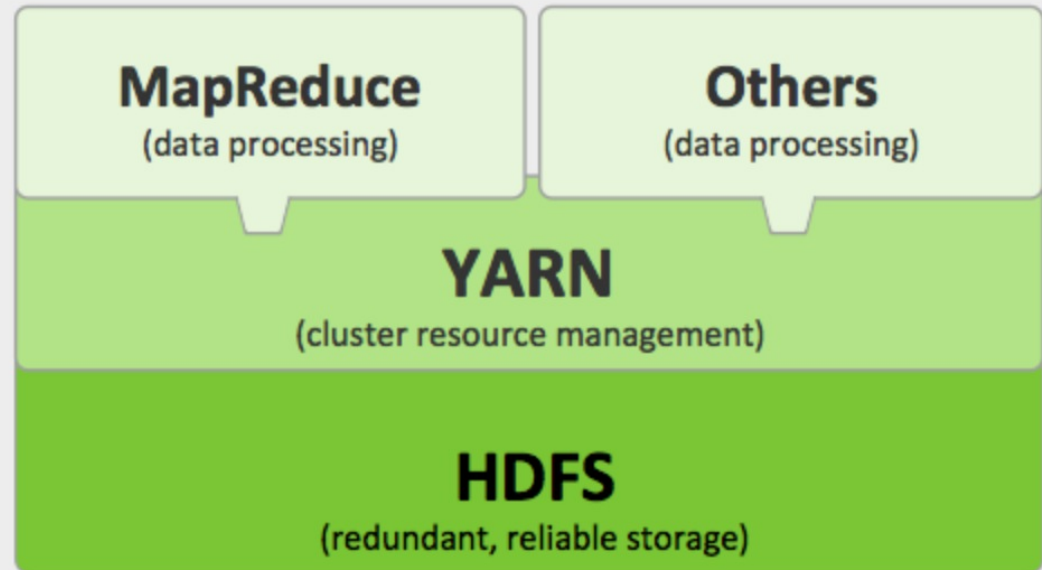 MapReduce
(data processing)
Others
(data processing)
YARN
(cluster resource management)
HDFS
(redundant, reliable storage)